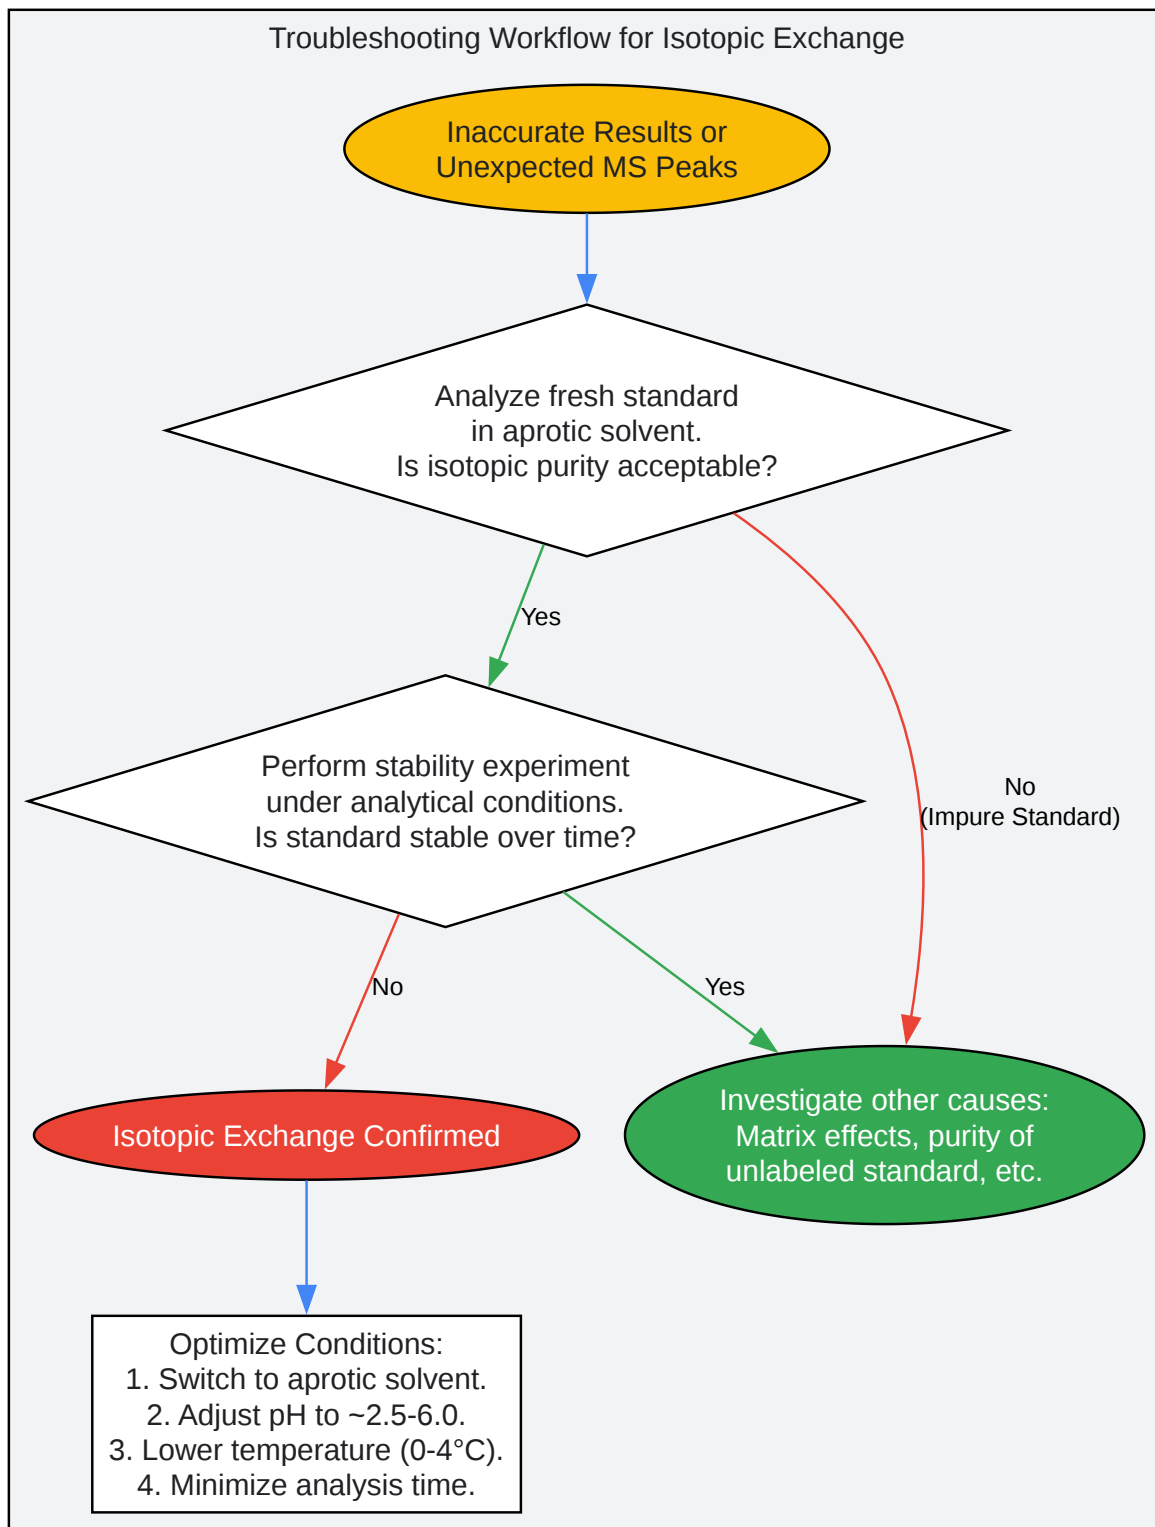 Troubleshooting Workflow for Isotopic Exchange
Inaccurate Results or
Unexpected MS Peaks
Analyze fresh standard
in aprotic solvent.
Is isotopic purity acceptable?
Yes
Perform stability experiment
under analytical conditions.
Is standard stable over time?
No
(Impure Standard)
No
Yes
Isotopic Exchange Confirmed
Investigate other causes:
Matrix effects, purity of
unlabeled standard, etc.
Optimize Conditions:
1. Switch to aprotic solvent.
2. Adjust pH to ~2.5-6.0.
3. Lower temperature (0-4°C).
4. Minimize analysis time.